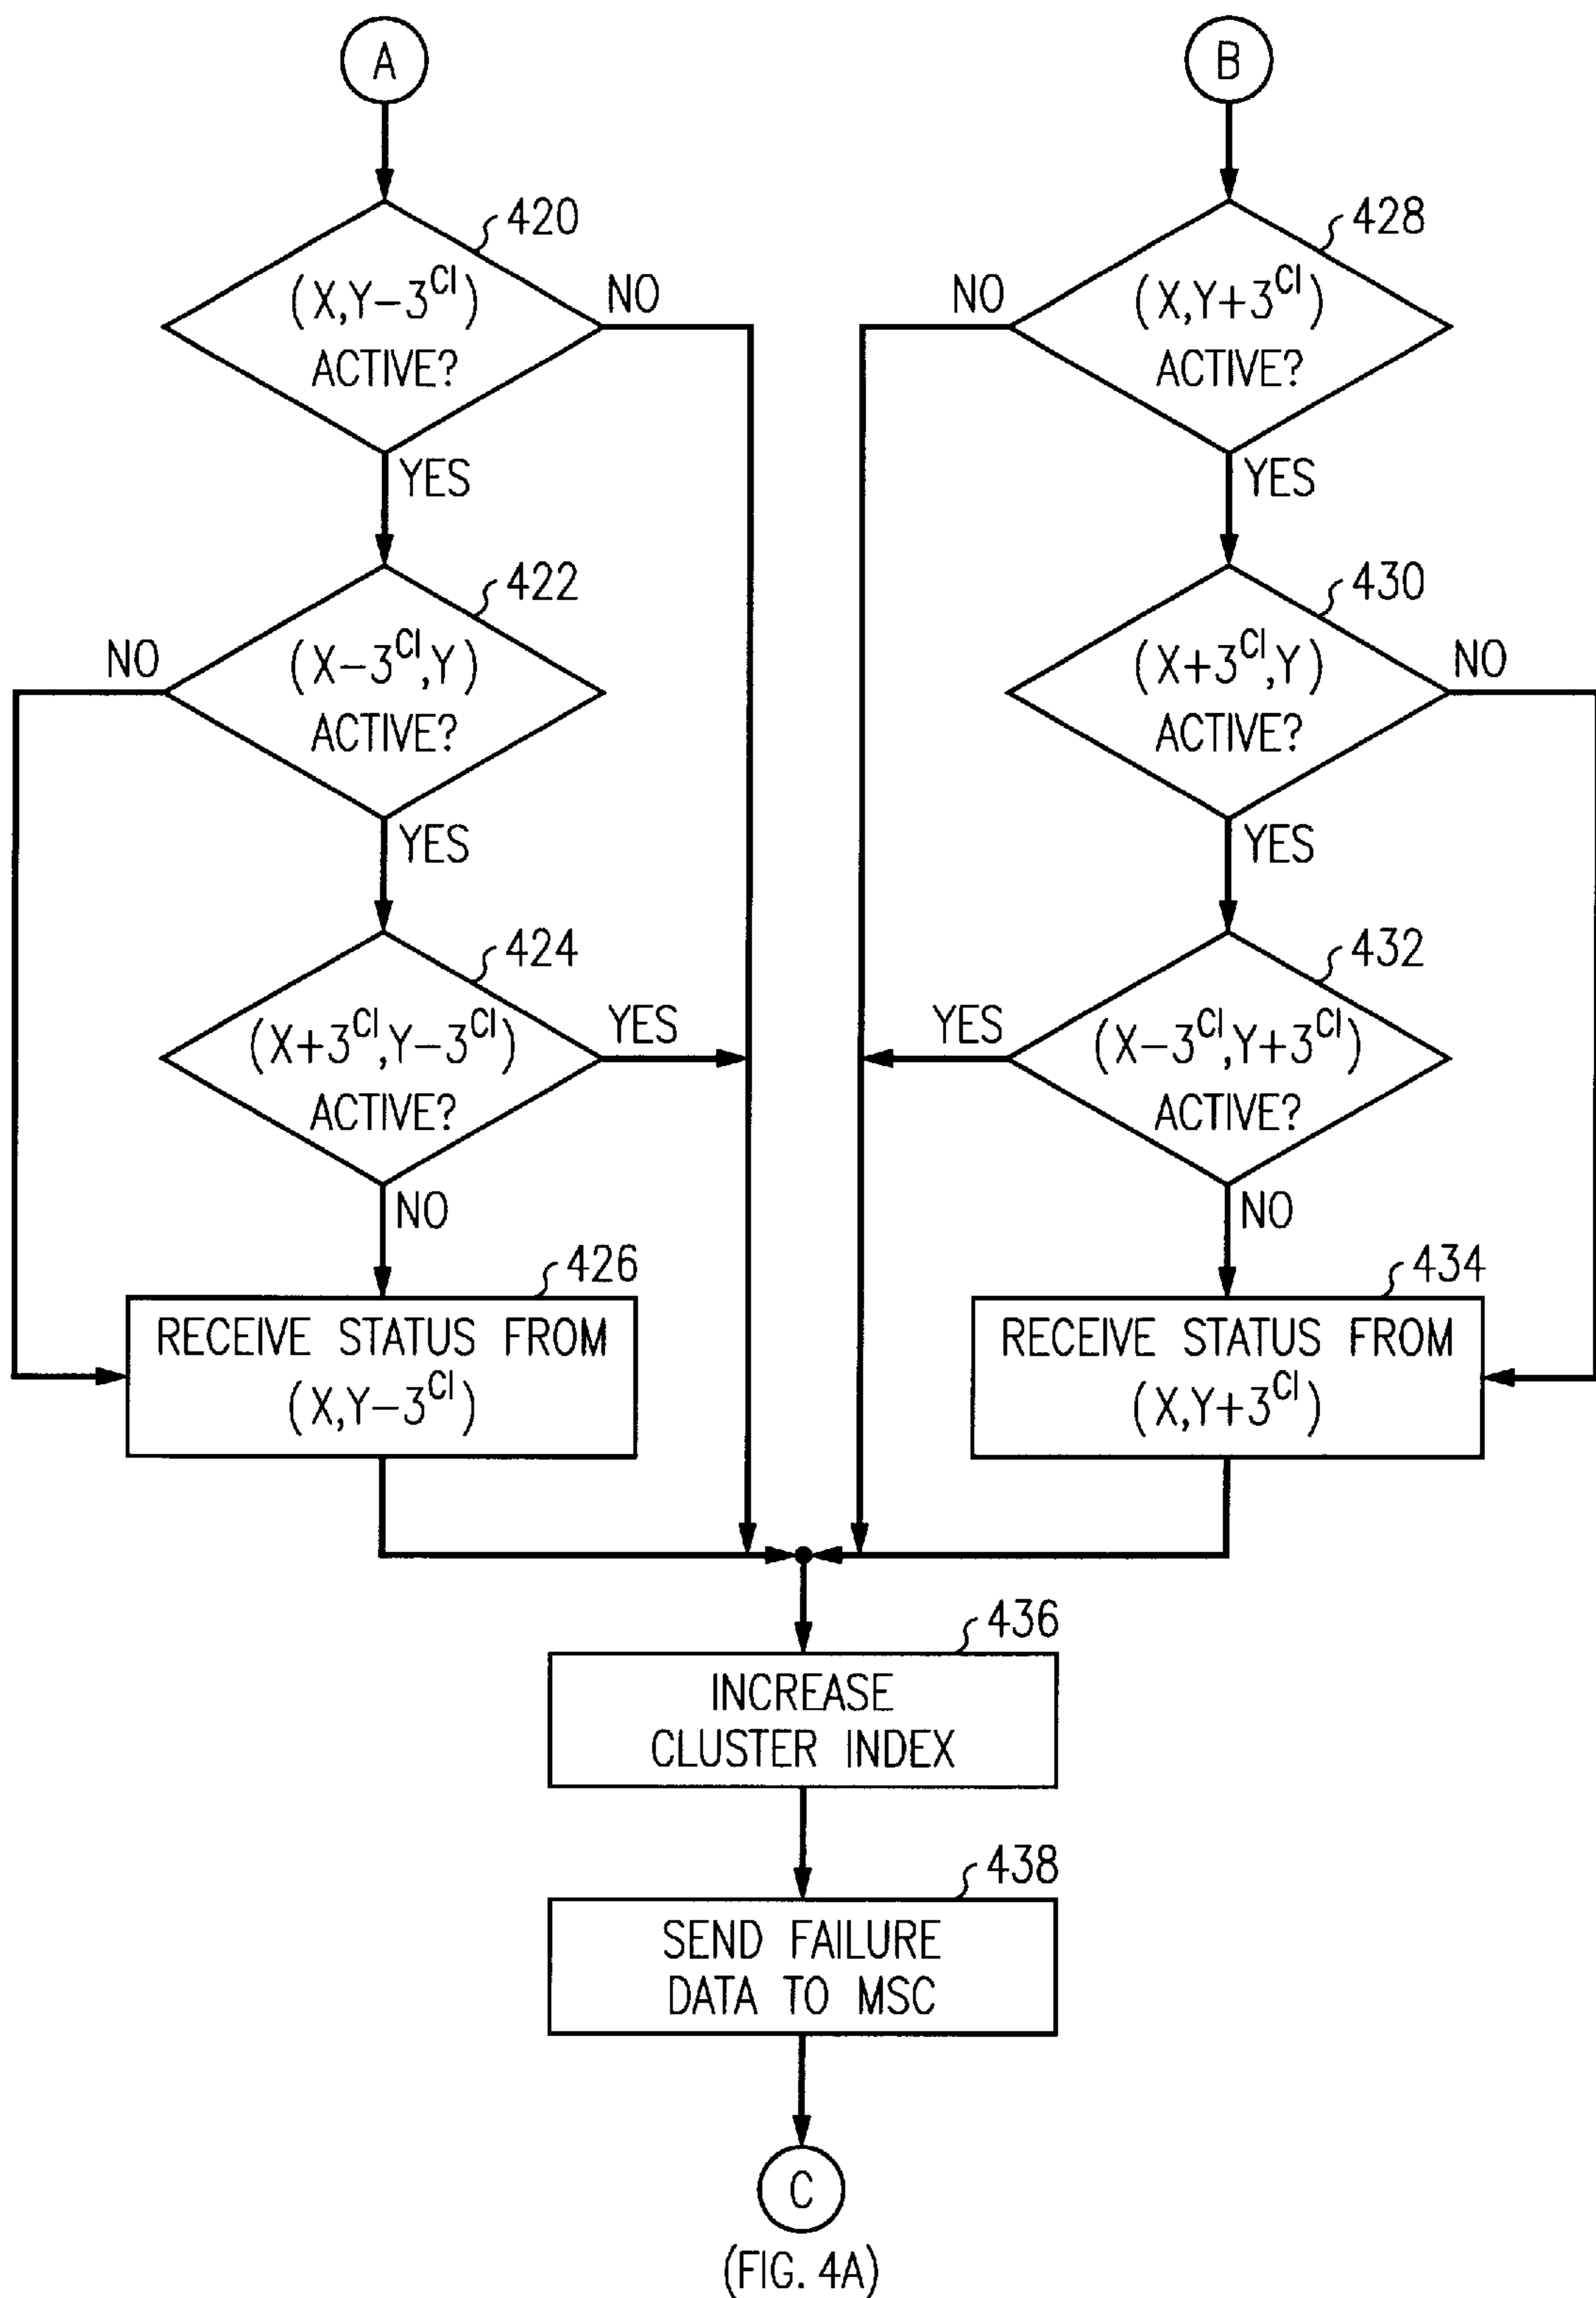 A
B
420
(X,Y−3^CI)
ACTIVE?
NO
YES
428
(X,Y+3^CI)
ACTIVE?
NO
YES
422
(X−3^CI,Y)
ACTIVE?
NO
YES
430
(X+3^CI,Y)
ACTIVE?
NO
YES
424
(X+3^CI,Y−3^CI)
ACTIVE?
YES
NO
432
(X−3^CI,Y+3^CI)
ACTIVE?
YES
NO
426
RECEIVE STATUS FROM
(X,Y−3^CI)
434
RECEIVE STATUS FROM
(X,Y+3^CI)
436
INCREASE
CLUSTER INDEX
438
SEND FAILURE
DATA TO MSC
C
(FIG. 4A)